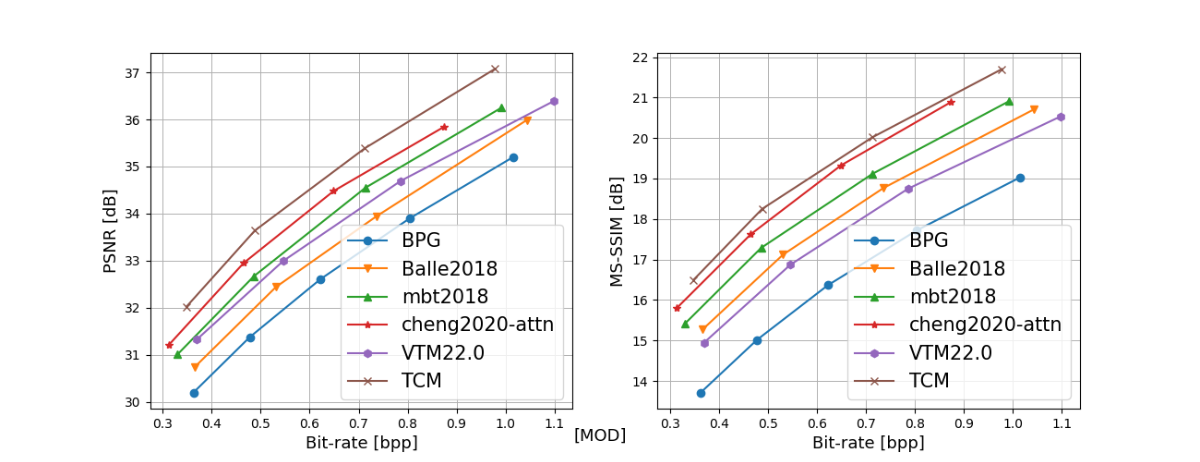 PSNR [dB]
37
36
35
34
33
32
31
30
0.3 0.4 0.5 0.6 0.7 0.8 0.9 1.0 1.1
Bit-rate [bpp]
BPG
Balle2018
mbt2018
cheng2020-attn
VTM22.0
TCM
[MOD]
MS-SSIM [dB]
22
21
20
19
18
17
16
15
14
0.3 0.4 0.5 0.6 0.7 0.8 0.9 1.0 1.1
Bit-rate [bpp]
BPG
Balle2018
mbt2018
cheng2020-attn
VTM22.0
TCM